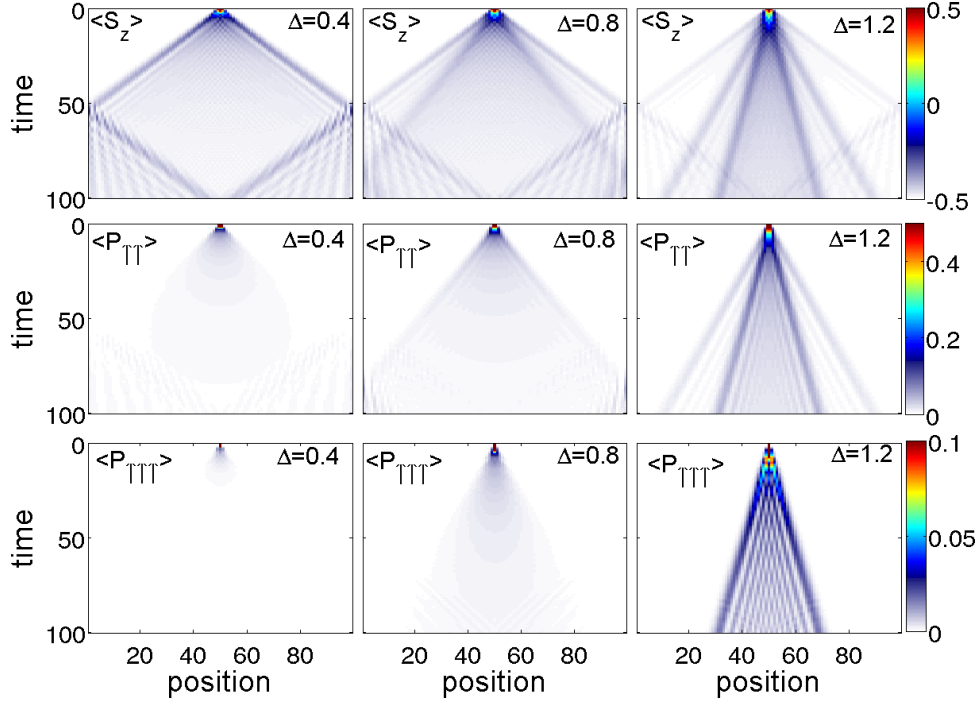 0
50
100
time
<S_z>
Δ=0.4
<S_z>
Δ=0.8
<S_z>
Δ=1.2
0.5
0
-0.5
0
50
100
time
<P_↑↑>
Δ=0.4
<P_↑↑>
Δ=0.8
<P_↑↑>
Δ=1.2
0.4
0.2
0
0
50
100
time
<P_↑↑↑>
Δ=0.4
<P_↑↑↑>
Δ=0.8
<P_↑↑↑>
Δ=1.2
0.1
0.05
0
20 40 60 80
20 40 60 80
20 40 60 80
position
position
position